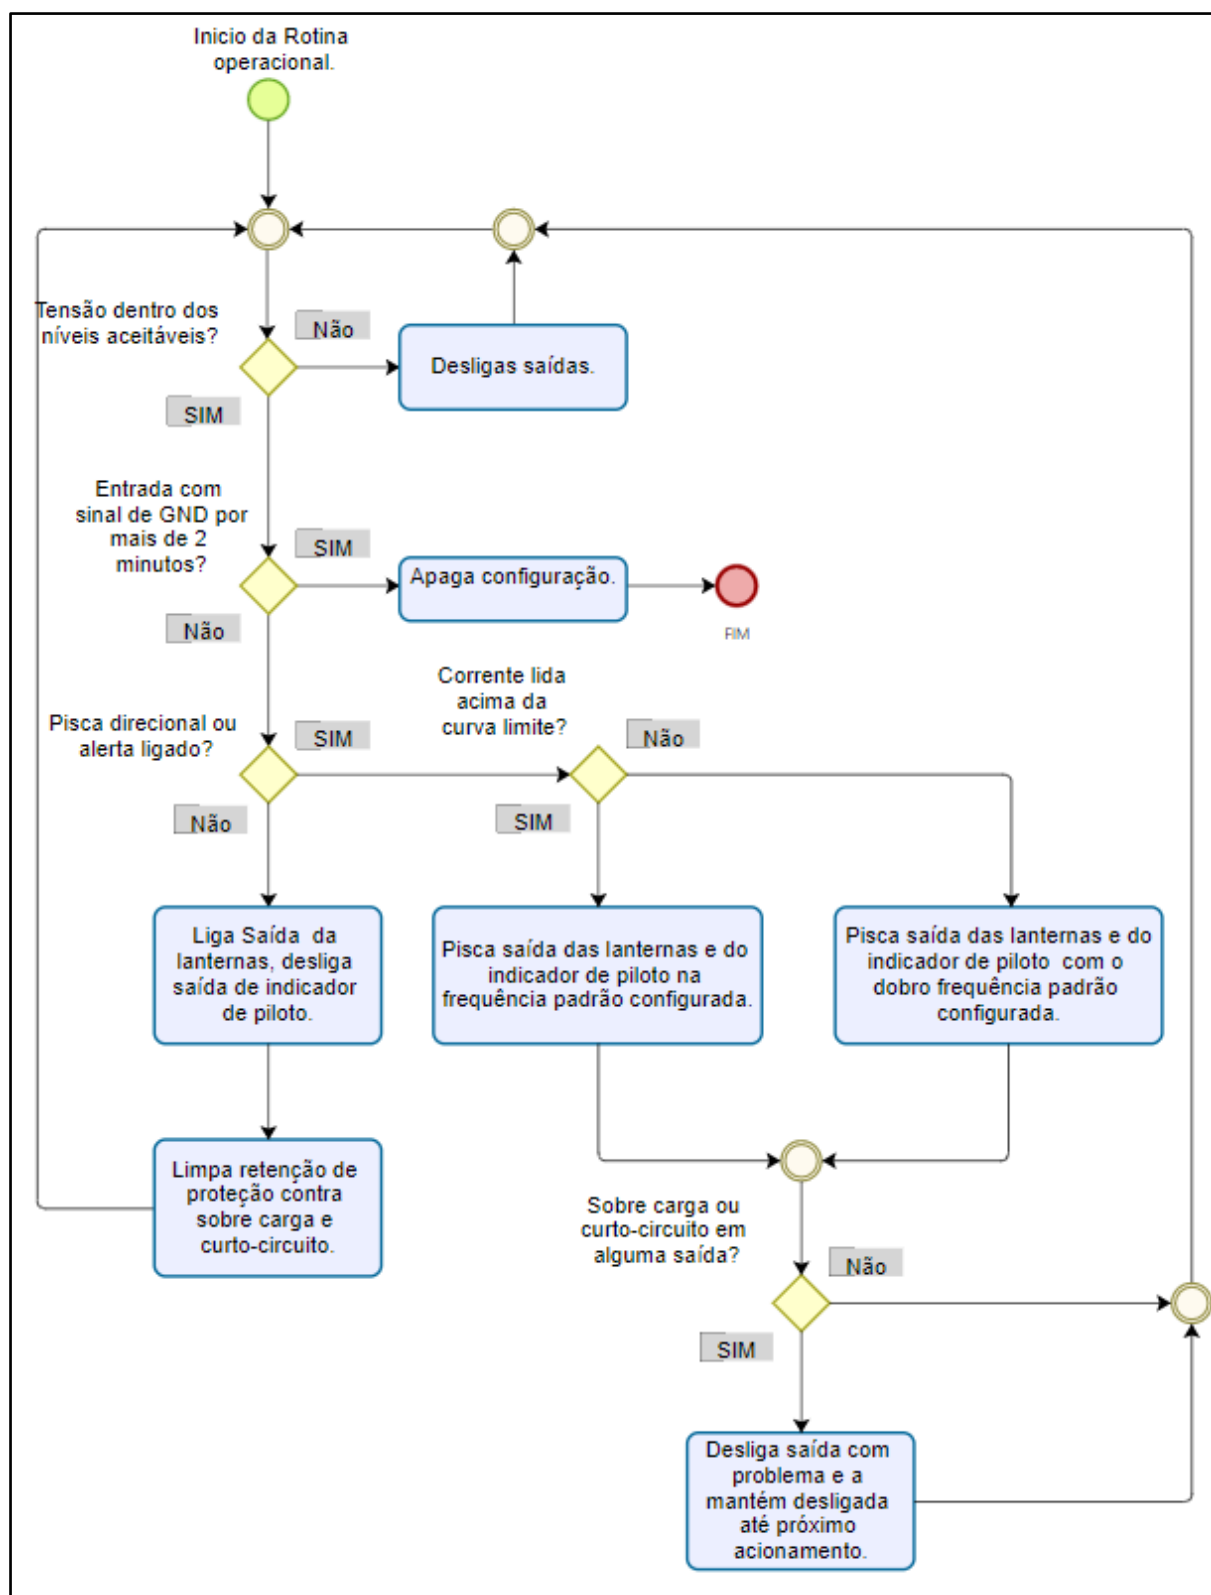 Inicio da Rotina
operacional.
Tensão dentro dos
níveis aceitáveis?
Não
Desligas saídas.
SIM
Entrada com
sinal de GND por
mais de 2
minutos?
SIM
Apaga configuração.
FIM
Não
Corrente lida
acima da
curva limite?
Pisca direcional ou
alerta ligado?
SIM
Não
Não
SIM
Liga Saída da
lanternas, desliga
saída de indicador
de piloto.
Pisca saída das lanternas e do
indicador de piloto na
frequência padrão configurada.
Pisca saída das lanternas e do
indicador de piloto com o
dobro frequência padrão
configurada.
Limpa retenção de
proteção contra
sobre carga e
curto-circuito.
Sobre carga ou
curto-circuito em
alguma saída?
Não
SIM
Desliga saída com
problema e a
mantém desligada
até próximo
acionamento.